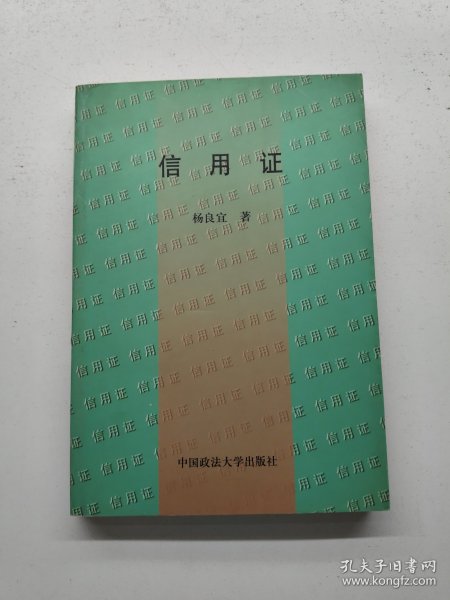 信用证
杨良宜 著
中国政法大学出版社
孔夫子旧书网
www.kongfz.com